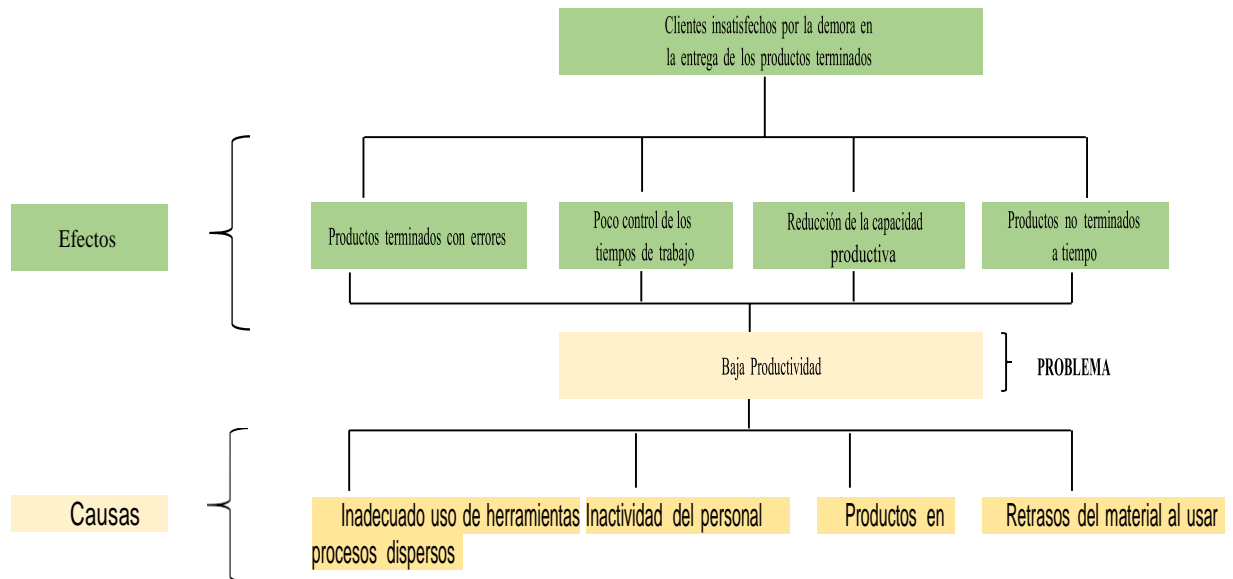 Clientes insatisfechos por la demora en
la entrega de los productos terminados
Efectos
Productos terminados con errores
Poco control de los
tiempos de trabajo
Reducción de la capacidad
productiva
Productos no terminados
a tiempo
Baja Productividad
PROBLEMA
Causas
Inadecuado uso de herramientas
Inactividad del personal
Productos en
Retrasos del material al usar
procesos dispersos